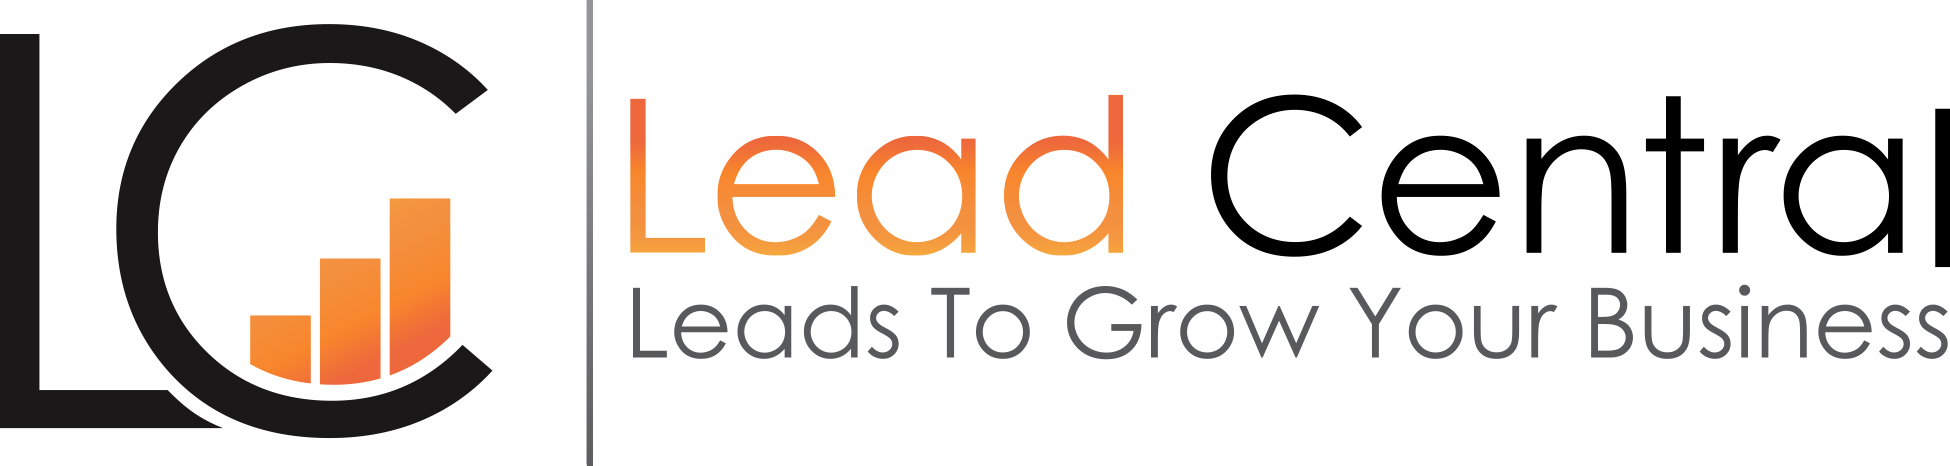 LC
Lead Central
Leads To Grow Your Business